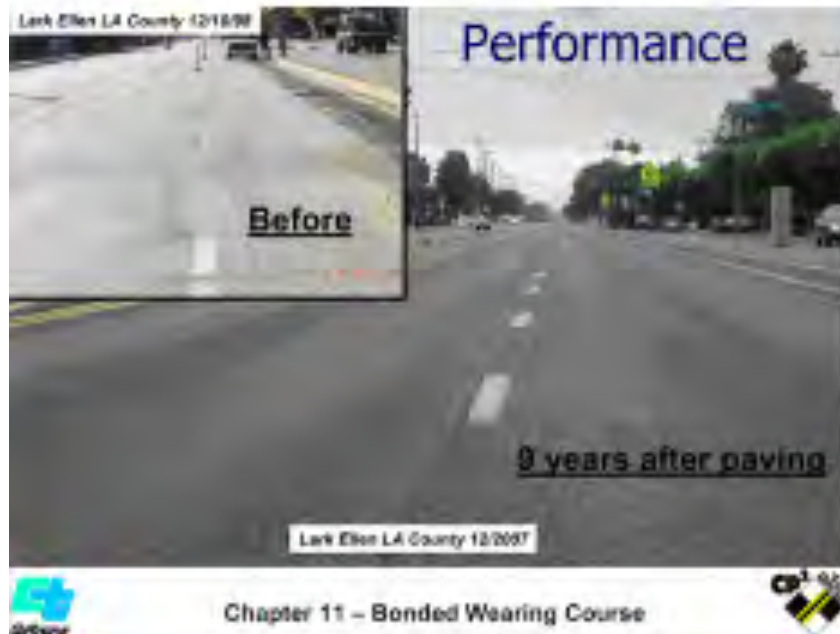 Lark Ellen LA County 12/18/98
Performance
Before
9 years after paving
Lark Ellen LA County 12/2007
Chapter 11 – Bonded Wearing Course